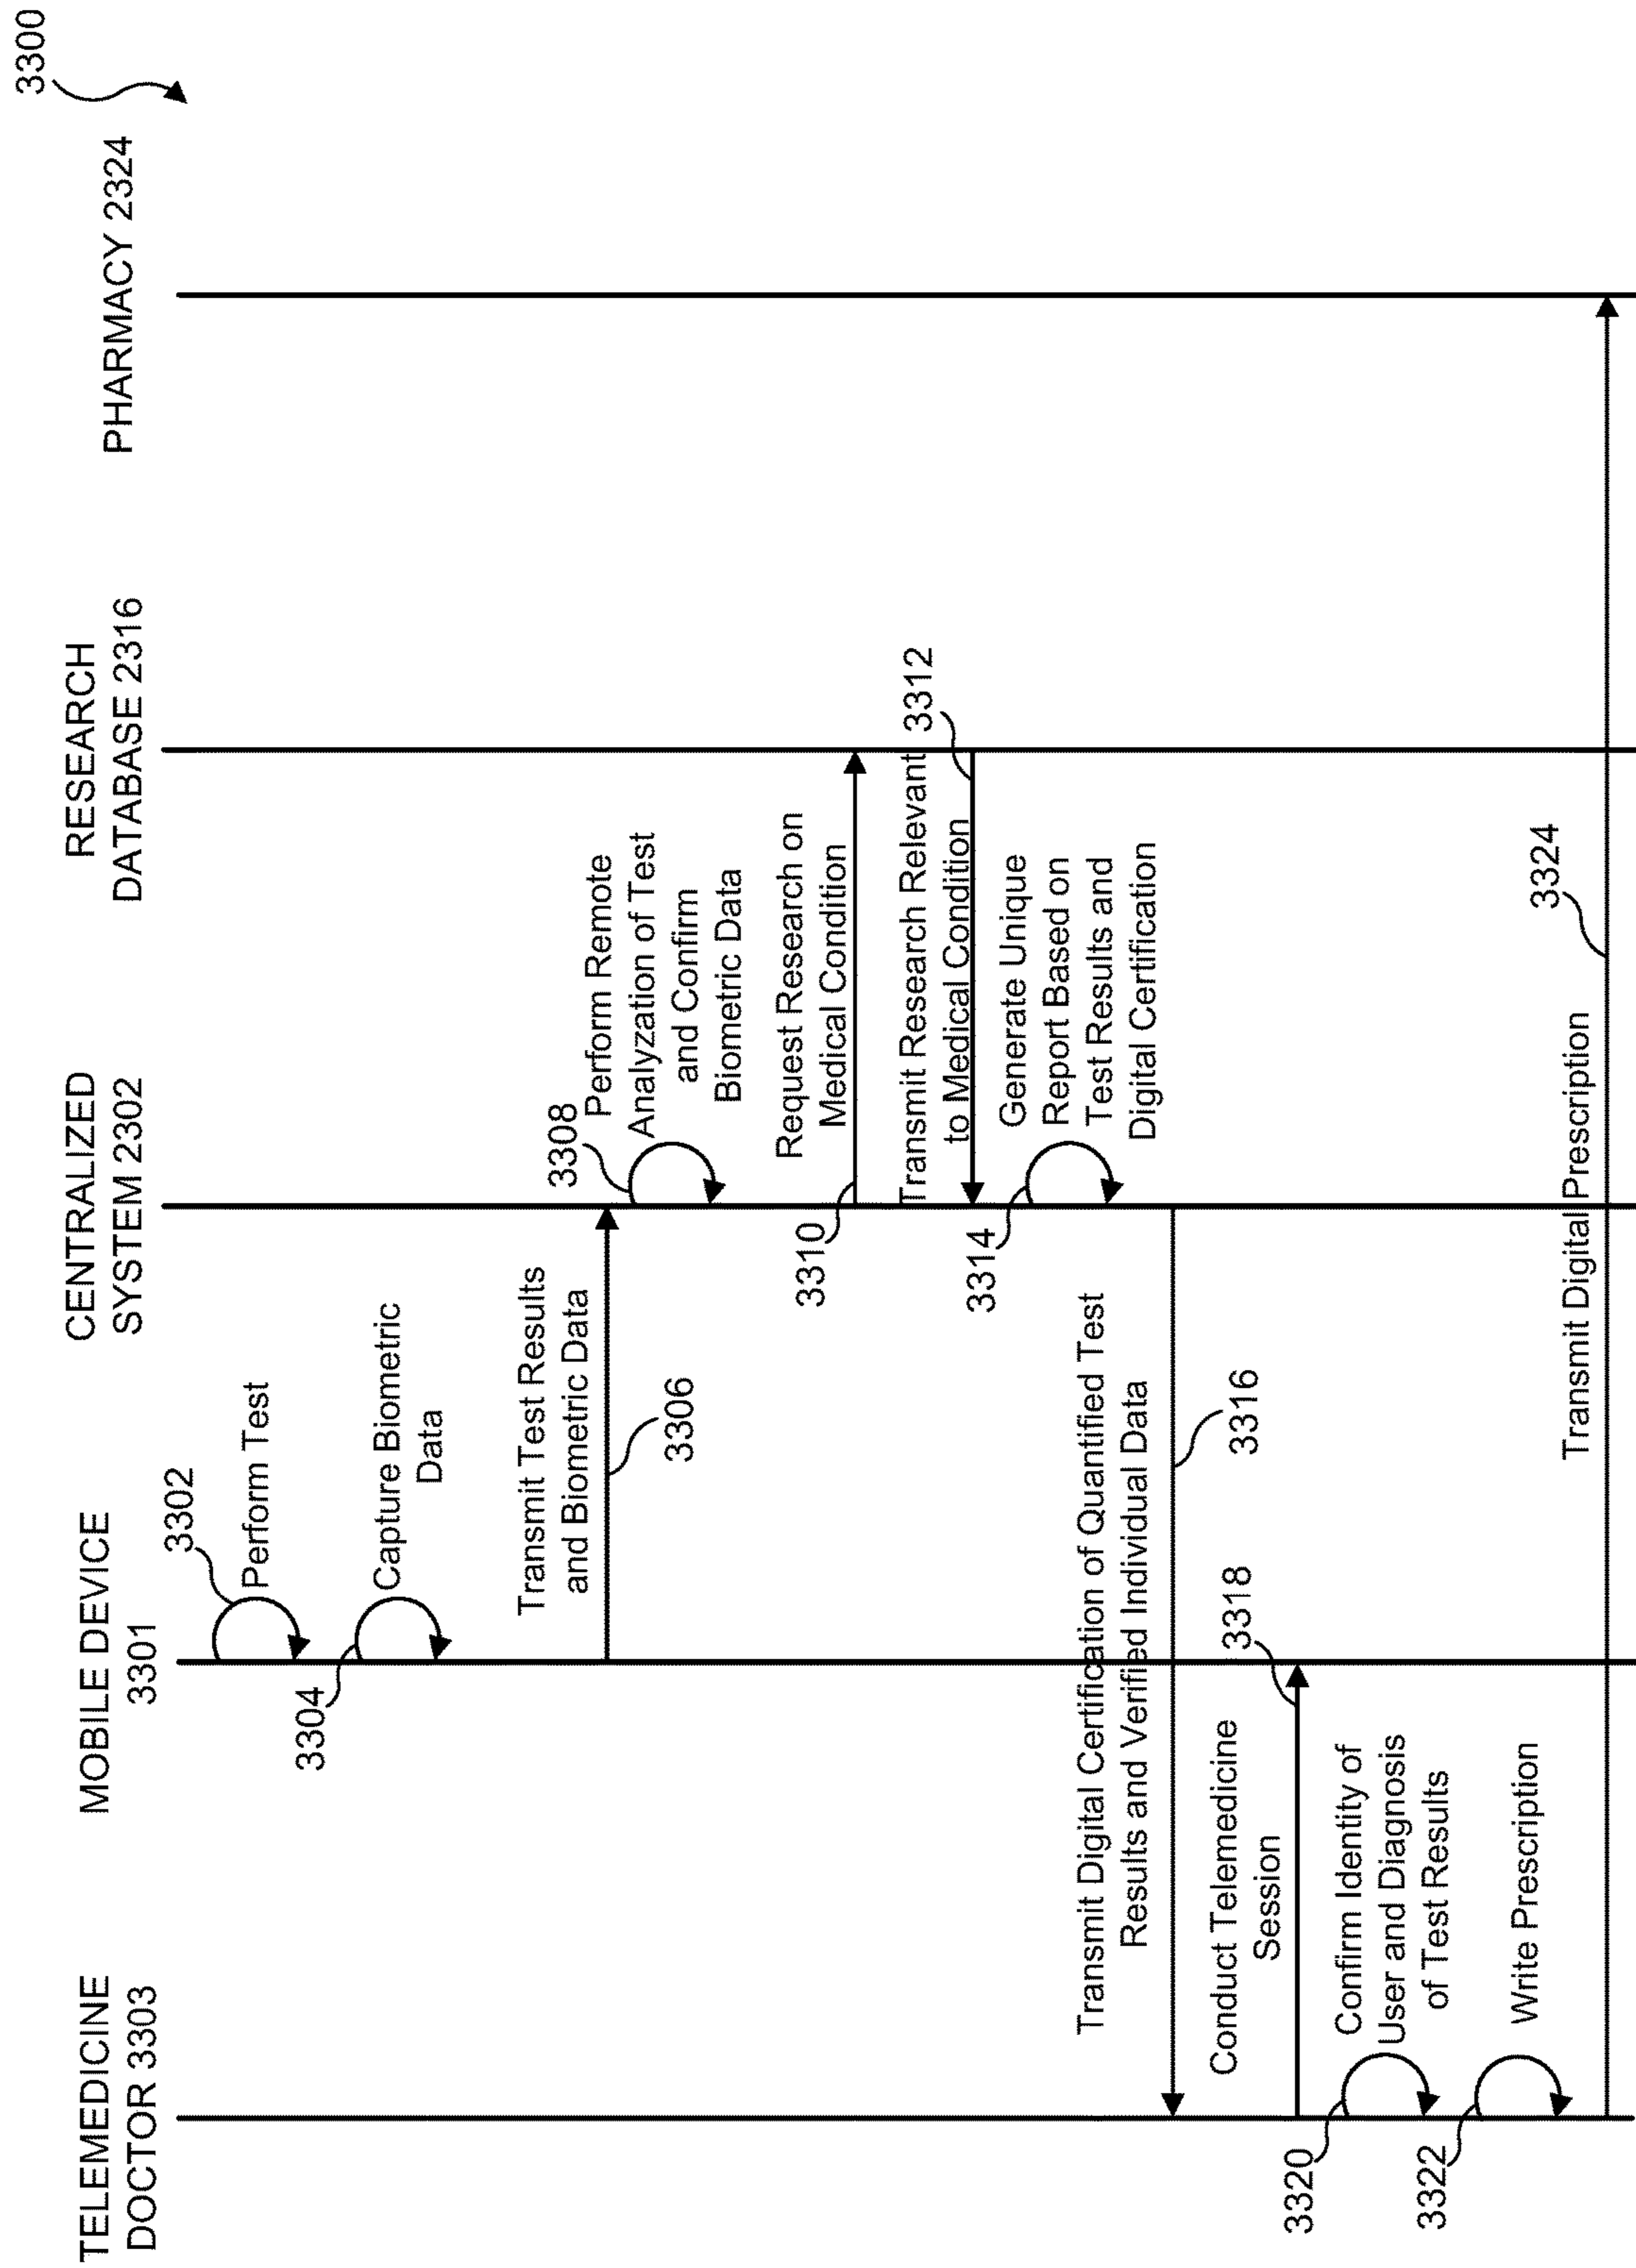 3300
TELEMEDICINE
DOCTOR 3303
MOBILE DEVICE
3301
CENTRALIZED
SYSTEM 2302
RESEARCH
DATABASE 2316
PHARMACY 2324
3302
Perform Test
3304
Capture Biometric
Data
Transmit Test Results
and Biometric Data
3306
3308
Perform Remote
Analyzation of Test
and Confirm
Biometric Data
Request Research on
Medical Condition
3310
Transmit Research Relevant
to Medical Condition
3312
3314
Generate Unique
Report Based on
Test Results and
Digital Certification
Transmit Digital Certification of Quantified Test
Results and Verified Individual Data
3316
Conduct Telemedicine
Session
3318
3320
Confirm Identity of
User and Diagnosis
of Test Results
3322
Write Prescription
Transmit Digital Prescription
3324